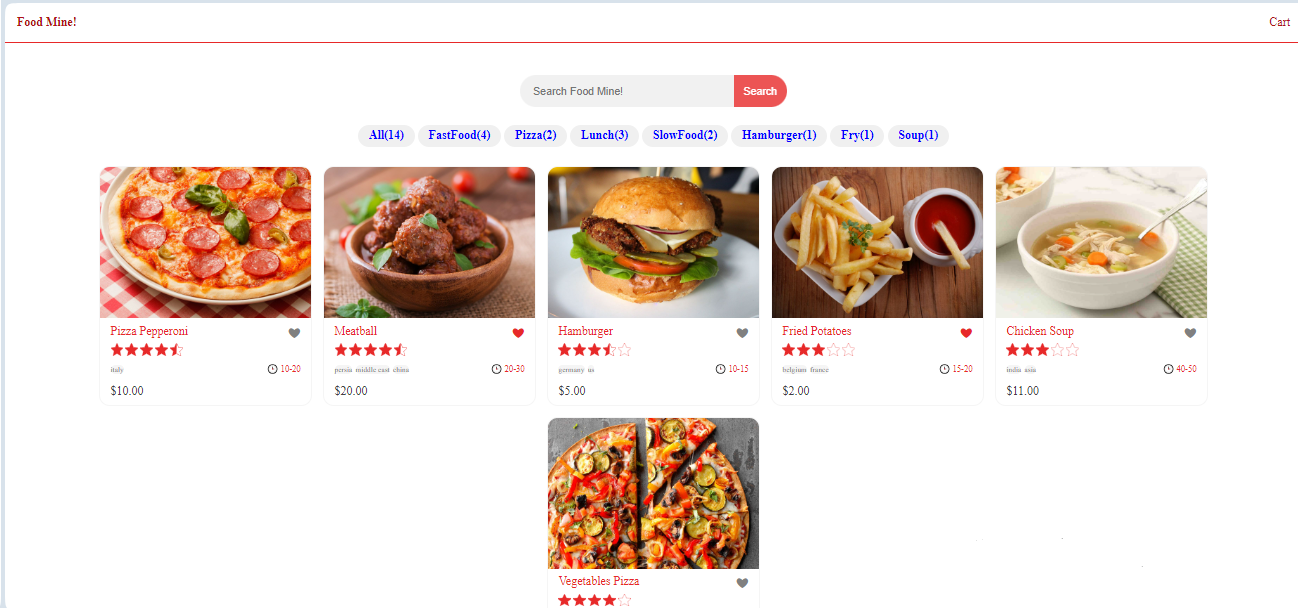 Food Mine!
Cart
Search Food Mine!
Search
All(14) FastFood(4) Pizza(2) Lunch(3) SlowFood(2) Hamburger(1) Fry(1) Soup(1)
Pizza Pepperoni
italy
10-20
$10.00
Meatball
persia middle east china
20-30
$20.00
Hamburger
germany us
10-15
$5.00
Fried Potatoes
belgium france
15-20
$2.00
Chicken Soup
india asia
40-50
$11.00
Vegetables Pizza